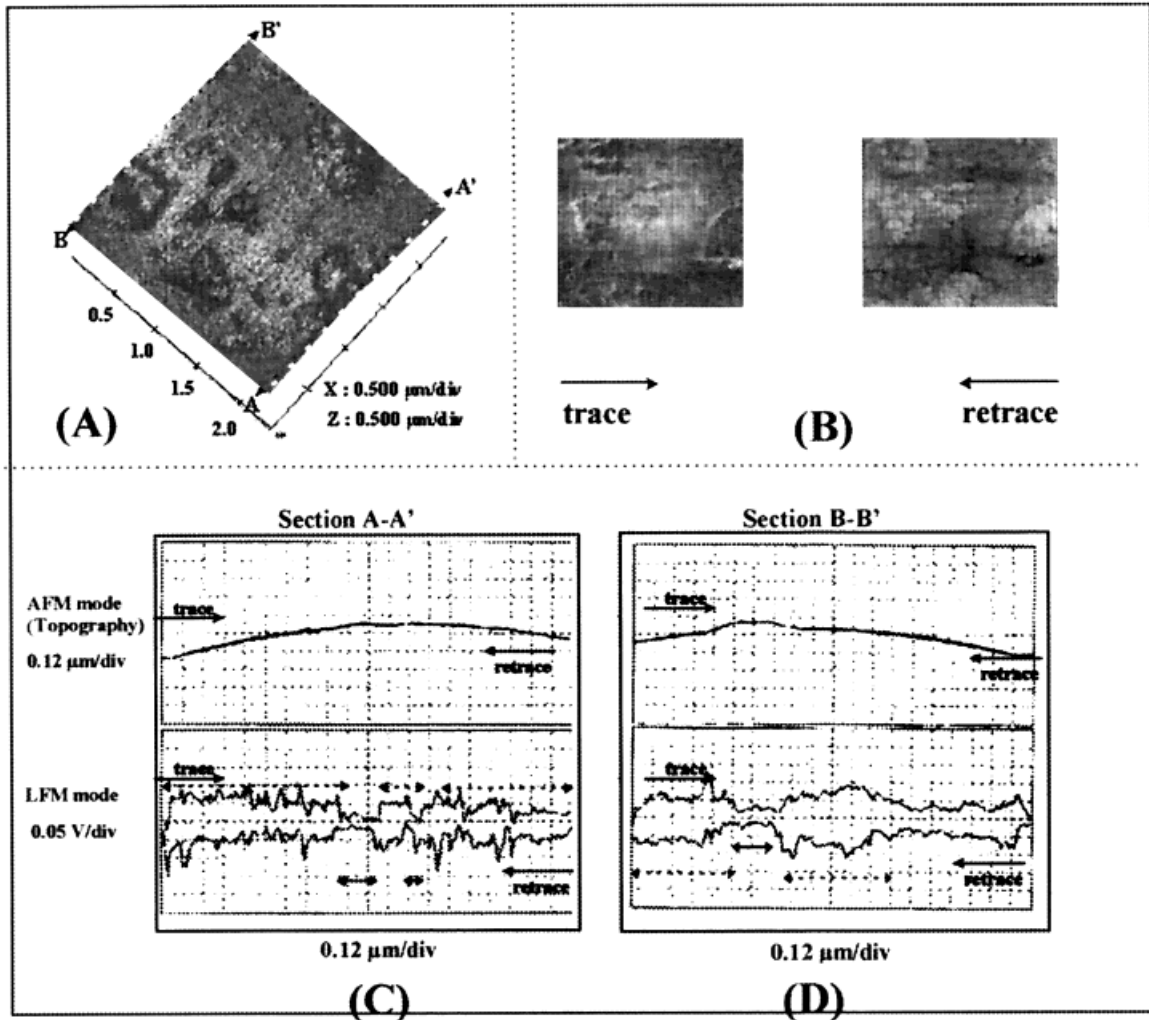 B'
A'
B
0.5
1.0
1.5
A
2.0
X : 0.500 µm/div
Z : 0.500 µm/div
(A)
trace
retrace
(B)
Section A-A'
Section B-B'
AFM mode
(Topography)
0.12 µm/div
trace
retrace
trace
retrace
LFM mode
0.05 V/div
trace
retrace
trace
retrace
0.12 µm/div
0.12 µm/div
(C)
(D)